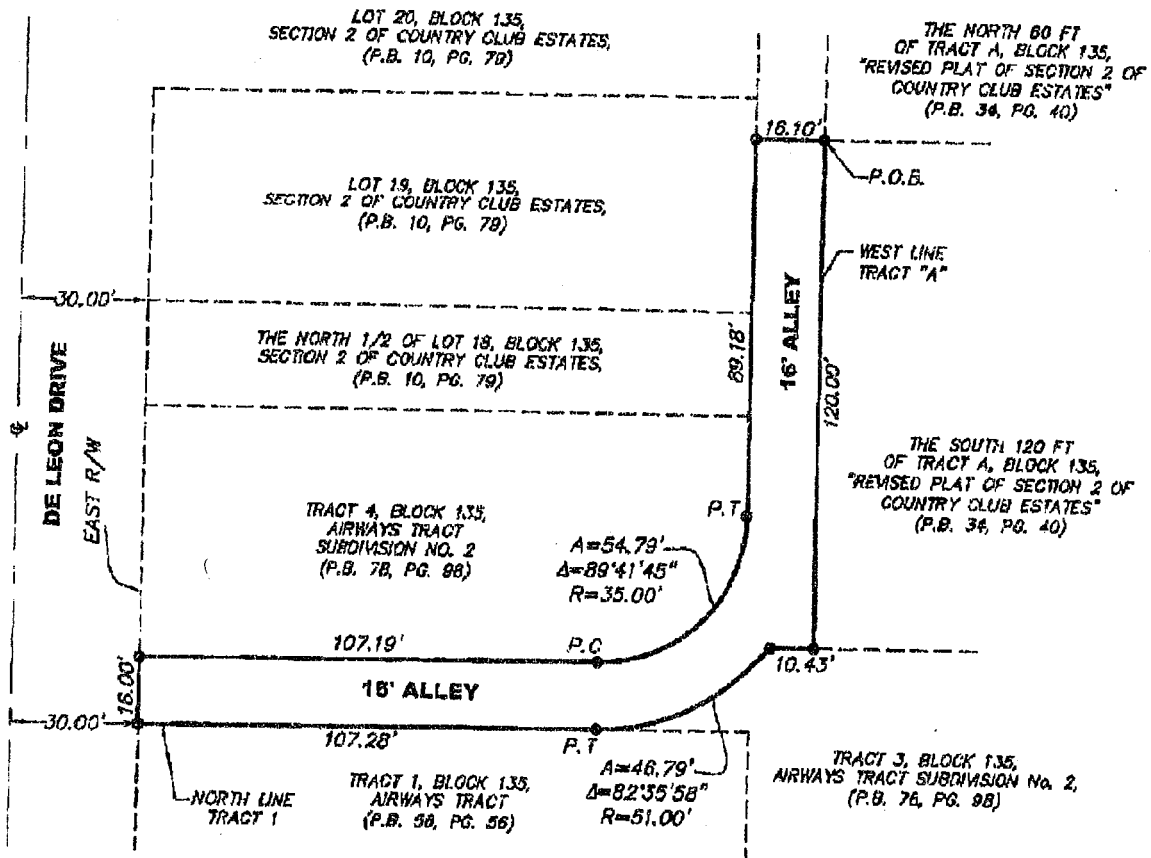 LOT 20, BLOCK 135,
SECTION 2 OF COUNTRY CLUB ESTATES,
(P.B. 10, PG. 79)
THE NORTH 60 FT
OF TRACT A, BLOCK 135,
"REVISED PLAT OF SECTION 2 OF
COUNTRY CLUB ESTATES"
(P.B. 34, PG. 40)
16.10'
P.O.B.
LOT 19, BLOCK 135,
SECTION 2 OF COUNTRY CLUB ESTATES,
(P.B. 10, PG. 79)
WEST LINE
TRACT "A"
30.00'
THE NORTH 1/2 OF LOT 18, BLOCK 135,
SECTION 2 OF COUNTRY CLUB ESTATES,
(P.B. 10, PG. 79)
89.18'
16' ALLEY
120.00'
DE LEON DRIVE
EAST R/W
THE SOUTH 120 FT
OF TRACT A, BLOCK 135,
"REVISED PLAT OF SECTION 2 OF
COUNTRY CLUB ESTATES"
(P.B. 34, PG. 40)
TRACT 4, BLOCK 135,
AIRWAYS TRACT
SUBDIVISION NO. 2
(P.B. 78, PG. 98)
P.T
A=54.79'
Δ=89°41'45"
R=35.00'
107.19'
P.C
16.00'
16' ALLEY
10.43'
30.00'
107.28'
P.T
NORTH LINE
TRACT 1
TRACT 1, BLOCK 135,
AIRWAYS TRACT
(P.B. 56, PG. 56)
A=46.79'
Δ=82°35'58"
R=51.00'
TRACT 3, BLOCK 135,
AIRWAYS TRACT SUBDIVISION No. 2,
(P.B. 76, PG. 98)